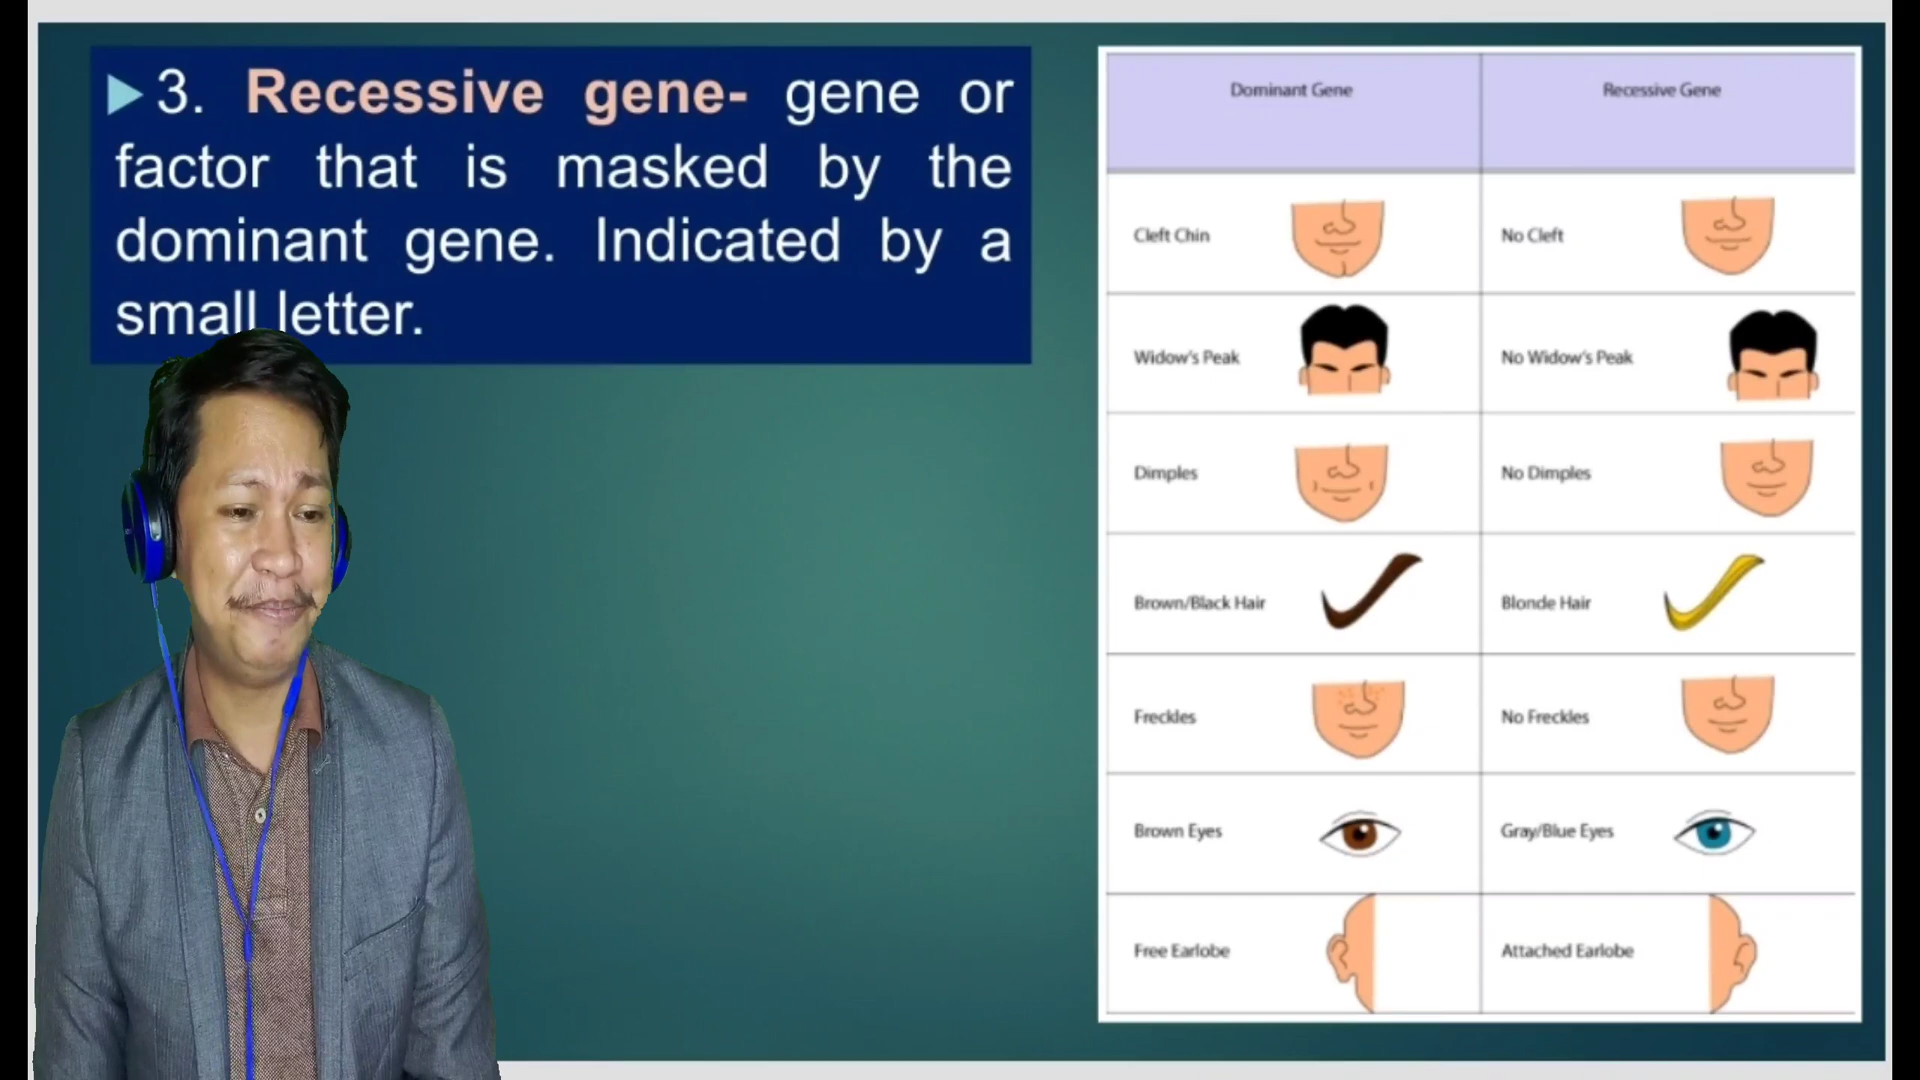 3. Recessive gene- gene or
factor that is masked by the
dominant gene. Indicated by a
small letter.
Dominant Gene Recessive Gene
Cleft Chin No Cleft
Widow's Peak No Widow's Peak
Dimples No Dimples
Brown/Black Hair Blonde Hair
Freckles No Freckles
Brown Eyes Gray/Blue Eyes
Free Earlobe Attached Earlobe